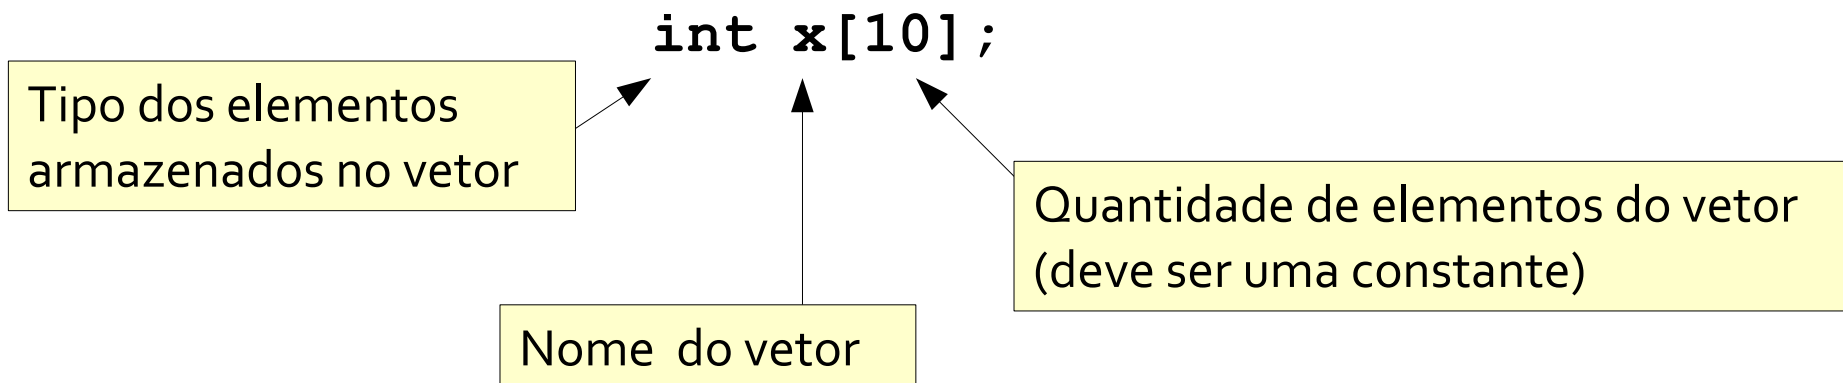 int x[10];
Tipo dos elementos
armazenados no vetor
Quantidade de elementos do vetor
(deve ser uma constante)
Nome do vetor